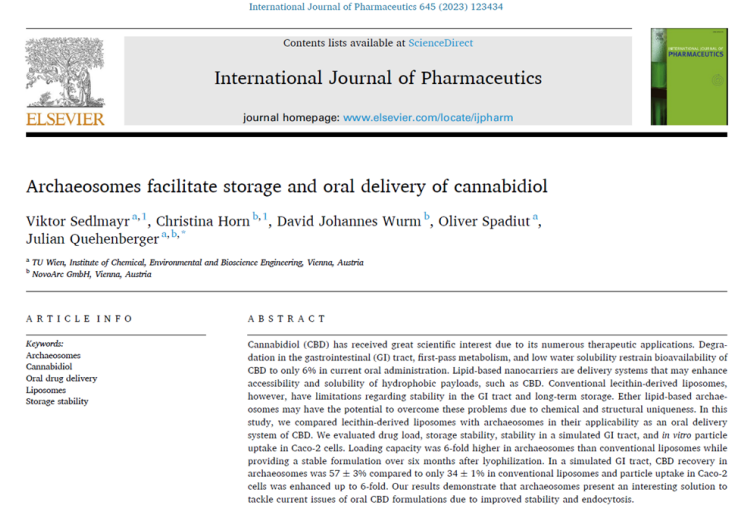 International Journal of Pharmaceutics 645 (2023) 123434
Contents lists available at ScienceDirect
International Journal of Pharmaceutics
journal homepage: www.elsevier.com/locate/ijpharm
ELSEVIER
INTERNATIONAL JOURNAL OF
PHARMACEUTICS
Archaeosomes facilitate storage and oral delivery of cannabidiol
Viktor Sedlmayr a,1, Christina Horn b,1, David Johannes Wurm b, Oliver Spadiut a,
Julian Quehenberger a,b,*
a TU Wien, Institute of Chemical, Environmental and Bioscience Engineering, Vienna, Austria
b NovoArc GmbH, Vienna, Austria
ARTICLE INFO
Keywords:
Archaeosomes
Cannabidiol
Oral drug delivery
Liposomes
Storage stability
ABSTRACT
Cannabidiol (CBD) has received great scientific interest due to its numerous therapeutic applications. Degra-
dation in the gastrointestinal (GI) tract, first-pass metabolism, and low water solubility restrain bioavailability of
CBD to only 6% in current oral administration. Lipid-based nanocarriers are delivery systems that may enhance
accessibility and solubility of hydrophobic payloads, such as CBD. Conventional lecithin-derived liposomes,
however, have limitations regarding stability in the GI tract and long-term storage. Ether lipid-based archae-
osomes may have the potential to overcome these problems due to chemical and structural uniqueness. In this
study, we compared lecithin-derived liposomes with archaeosomes in their applicability as an oral delivery
system of CBD. We evaluated drug load, storage stability, stability in a simulated GI tract, and in vitro particle
uptake in Caco-2 cells. Loading capacity was 6-fold higher in archaeosomes than conventional liposomes while
providing a stable formulation over six months after lyophilization. In a simulated GI tract, CBD recovery in
archaeosomes was 57 ± 3% compared to only 34 ± 1% in conventional liposomes and particle uptake in Caco-2
cells was enhanced up to 6-fold. Our results demonstrate that archaeosomes present an interesting solution to
tackle current issues of oral CBD formulations due to improved stability and endocytosis.